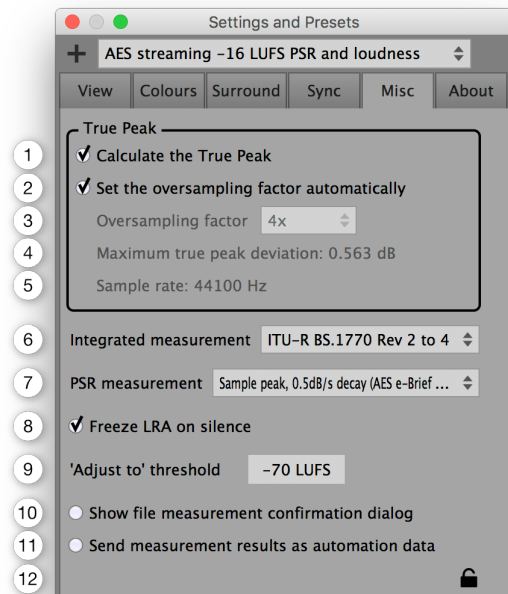 Settings and Presets
AES streaming -16 LUFS PSR and loudness
View Colours Surround Sync Misc About
True Peak
1 Calculate the True Peak
2 Set the oversampling factor automatically
3 Oversampling factor 4x
4 Maximum true peak deviation: 0.563 dB
5 Sample rate: 44100 Hz
6 Integrated measurement ITU-R BS.1770 Rev 2 to 4
7 PSR measurement Sample peak, 0.5dB/s decay (AES e-Brief ...
8 Freeze LRA on silence
9 'Adjust to' threshold -70 LUFS
10 Show file measurement confirmation dialog
11 Send measurement results as automation data
12